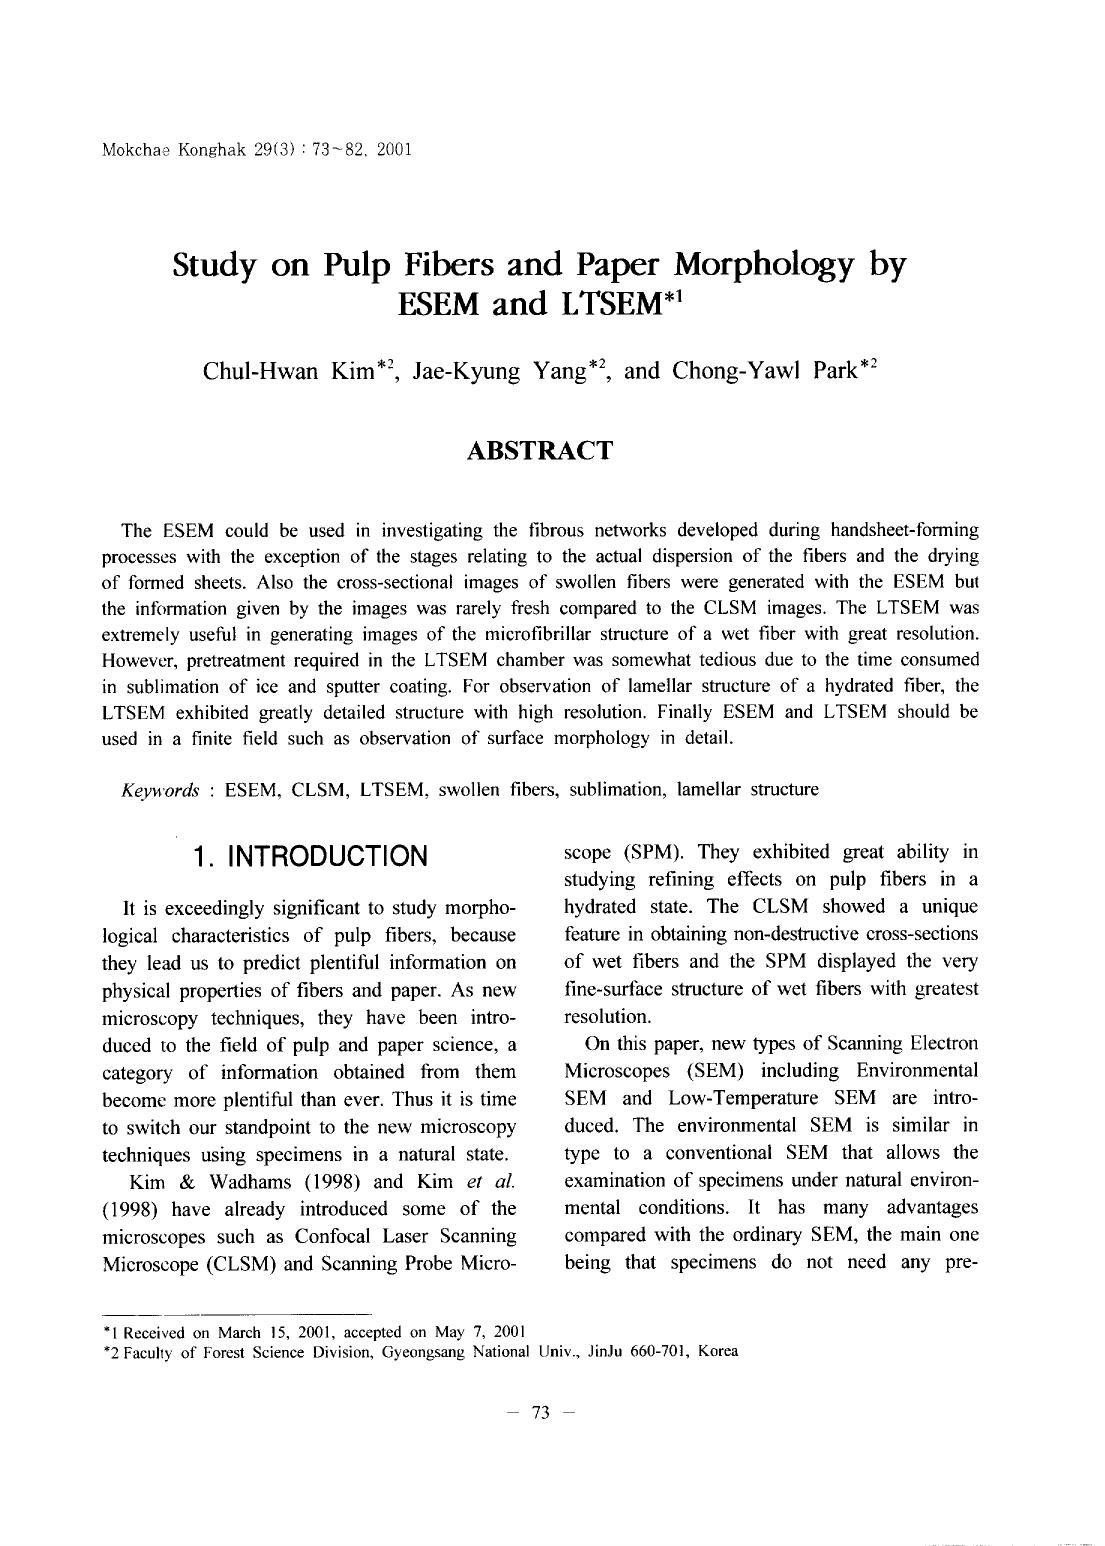 Mokchae Konghak 29(3) : 73~82, 2001
Study on Pulp Fibers and Paper Morphology by
ESEM and LTSEM*1
Chul-Hwan Kim*2, Jae-Kyung Yang*2, and Chong-Yawl Park*2
ABSTRACT
The ESEM could be used in investigating the fibrous networks developed during handsheet-forming
processes with the exception of the stages relating to the actual dispersion of the fibers and the drying
of formed sheets. Also the cross-sectional images of swollen fibers were generated with the ESEM but
the information given by the images was rarely fresh compared to the CLSM images. The LTSEM was
extremely useful in generating images of the microfibrillar structure of a wet fiber with great resolution.
However, pretreatment required in the LTSEM chamber was somewhat tedious due to the time consumed
in sublimation of ice and sputter coating. For observation of lamellar structure of a hydrated fiber, the
LTSEM exhibited greatly detailed structure with high resolution. Finally ESEM and LTSEM should be
used in a finite field such as observation of surface morphology in detail.
Keywords : ESEM, CLSM, LTSEM, swollen fibers, sublimation, lamellar structure
1. INTRODUCTION
It is exceedingly significant to study morpho-
logical characteristics of pulp fibers, because
they lead us to predict plentiful information on
physical properties of fibers and paper. As new
microscopy techniques, they have been intro-
duced to the field of pulp and paper science, a
category of information obtained from them
become more plentiful than ever. Thus it is time
to switch our standpoint to the new microscopy
techniques using specimens in a natural state.
Kim & Wadhams (1998) and Kim et al.
(1998) have already introduced some of the
microscopes such as Confocal Laser Scanning
Microscope (CLSM) and Scanning Probe Micro-
scope (SPM). They exhibited great ability in
studying refining effects on pulp fibers in a
hydrated state. The CLSM showed a unique
feature in obtaining non-destructive cross-sections
of wet fibers and the SPM displayed the very
fine-surface structure of wet fibers with greatest
resolution.
On this paper, new types of Scanning Electron
Microscopes (SEM) including Environmental
SEM and Low-Temperature SEM are intro-
duced. The environmental SEM is similar in
type to a conventional SEM that allows the
examination of specimens under natural environ-
mental conditions. It has many advantages
compared with the ordinary SEM, the main one
being that specimens do not need any pre-
*1 Received on March 15, 2001, accepted on May 7, 2001
*2 Faculty of Forest Science Division, Gyeongsang National Univ., JinJu 660-701, Korea
- 73 -